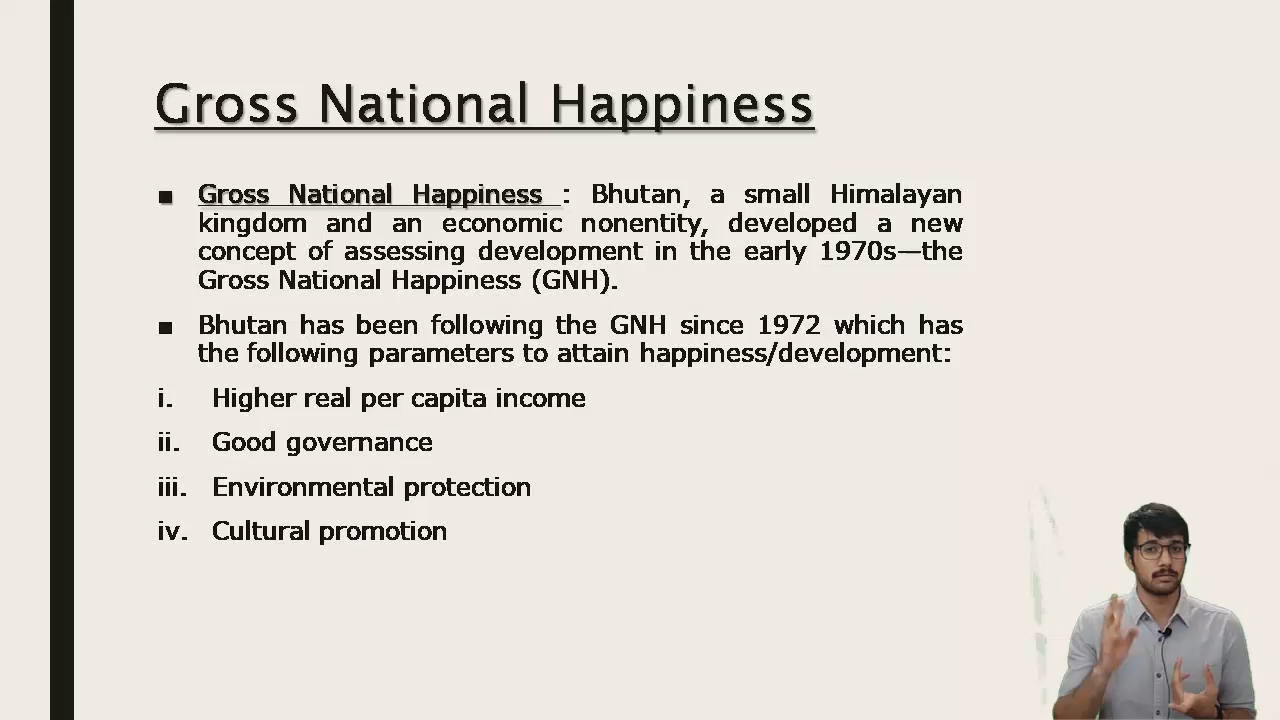 Gross National Happiness
■ Gross National Happiness : Bhutan, a small Himalayan
kingdom and an economic nonentity, developed a new
concept of assessing development in the early 1970s—the
Gross National Happiness (GNH).
■ Bhutan has been following the GNH since 1972 which has
the following parameters to attain happiness/development:
i. Higher real per capita income
ii. Good governance
iii. Environmental protection
iv. Cultural promotion